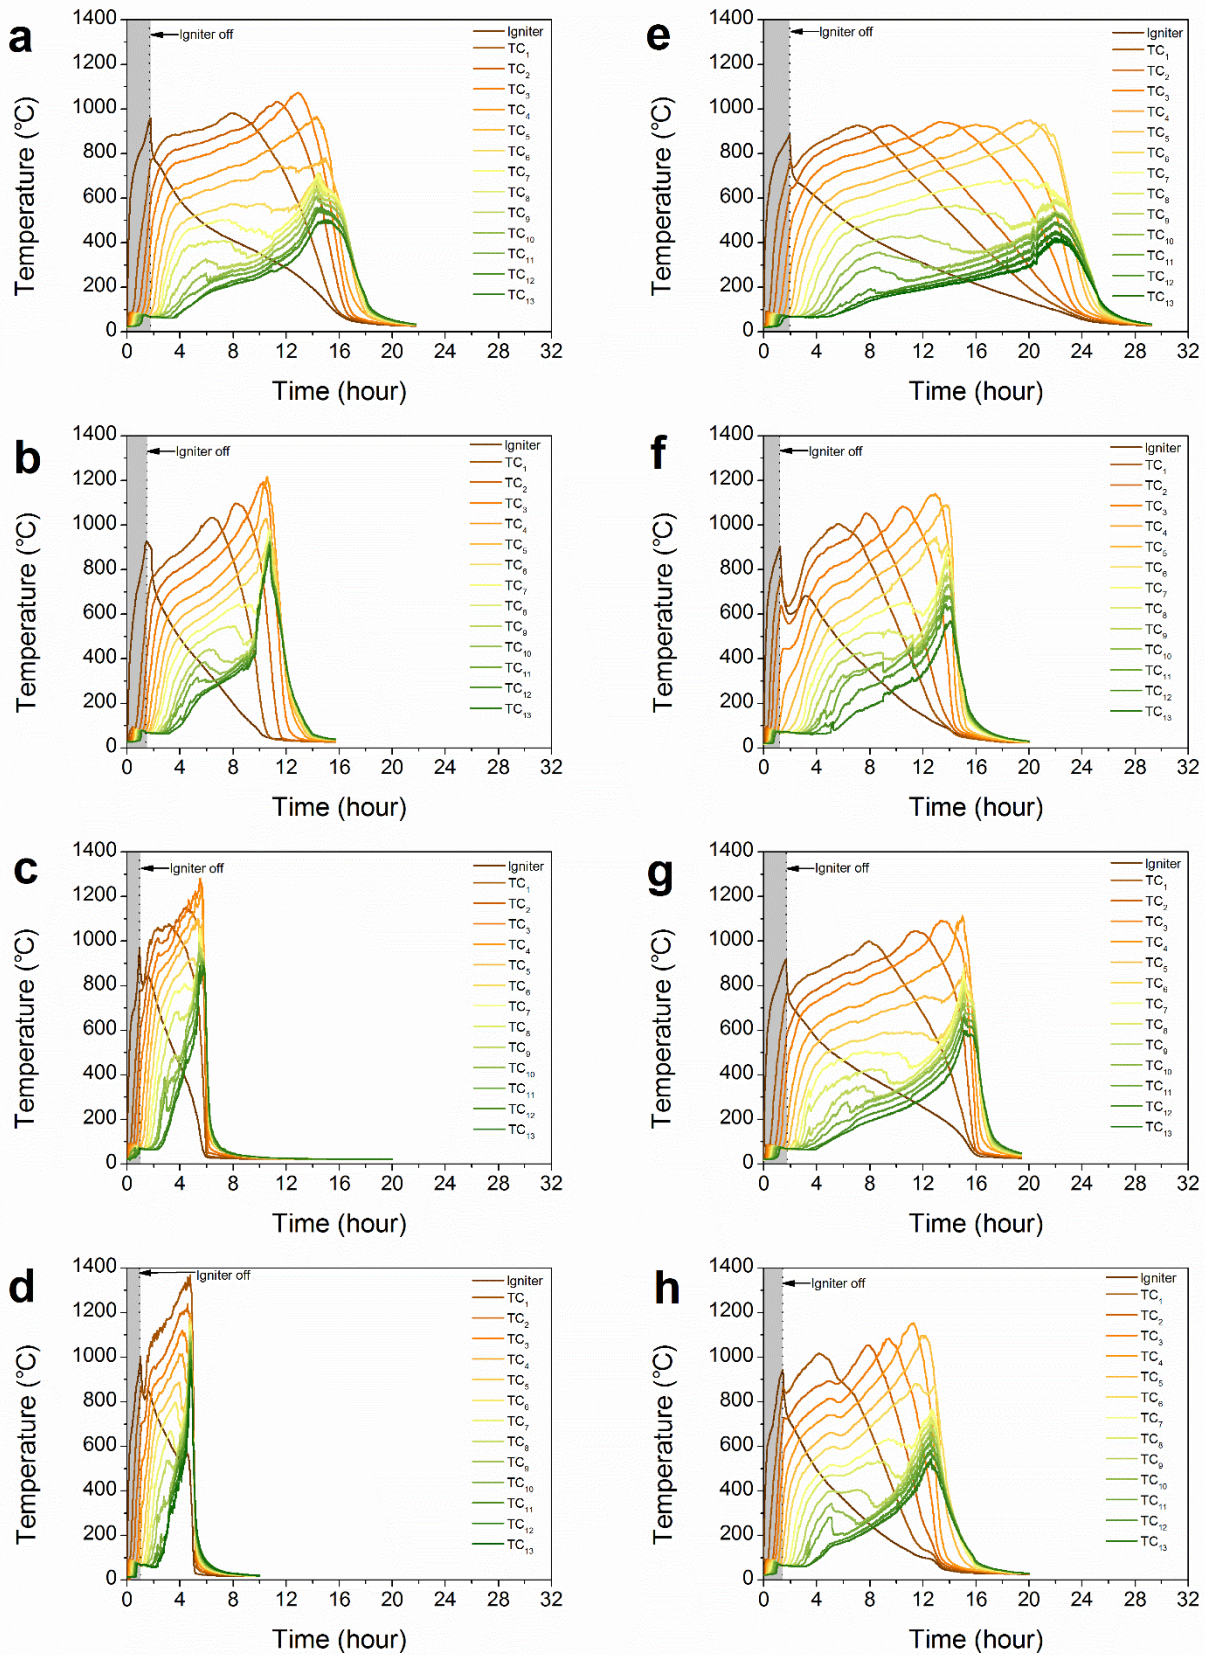 a
Temperature (°C)
1400
1200
1000
800
600
400
200
0
Igniter off
Igniter
TC1
TC2
TC3
TC4
TC5
TC6
TC7
TC8
TC9
TC10
TC11
TC12
TC13
0 4 8 12 16 20 24 28 32
Time (hour)
e
Temperature (°C)
1400
1200
1000
800
600
400
200
0
Igniter off
Igniter
TC1
TC2
TC3
TC4
TC5
TC6
TC7
TC8
TC9
TC10
TC11
TC12
TC13
0 4 8 12 16 20 24 28 32
Time (hour)
b
Temperature (°C)
1400
1200
1000
800
600
400
200
0
Igniter off
Igniter
TC1
TC2
TC3
TC4
TC5
TC6
TC7
TC8
TC9
TC10
TC11
TC12
TC13
0 4 8 12 16 20 24 28 32
Time (hour)
f
Temperature (°C)
1400
1200
1000
800
600
400
200
0
Igniter off
Igniter
TC1
TC2
TC3
TC4
TC5
TC6
TC7
TC8
TC9
TC10
TC11
TC12
TC13
0 4 8 12 16 20 24 28 32
Time (hour)
c
Temperature (°C)
1400
1200
1000
800
600
400
200
0
Igniter off
Igniter
TC1
TC2
TC3
TC4
TC5
TC6
TC7
TC8
TC9
TC10
TC11
TC12
TC13
0 4 8 12 16 20 24 28 32
Time (hour)
g
Temperature (°C)
1400
1200
1000
800
600
400
200
0
Igniter off
Igniter
TC1
TC2
TC3
TC4
TC5
TC6
TC7
TC8
TC9
TC10
TC11
TC12
TC13
0 4 8 12 16 20 24 28 32
Time (hour)
d
Temperature (°C)
1400
1200
1000
800
600
400
200
0
Igniter off
Igniter
TC1
TC2
TC3
TC4
TC5
TC6
TC7
TC8
TC9
TC10
TC11
TC12
TC13
0 4 8 12 16 20 24 28 32
Time (hour)
h
Temperature (°C)
1400
1200
1000
800
600
400
200
0
Igniter off
Igniter
TC1
TC2
TC3
TC4
TC5
TC6
TC7
TC8
TC9
TC10
TC11
TC12
TC13
0 4 8 12 16 20 24 28 32
Time (hour)